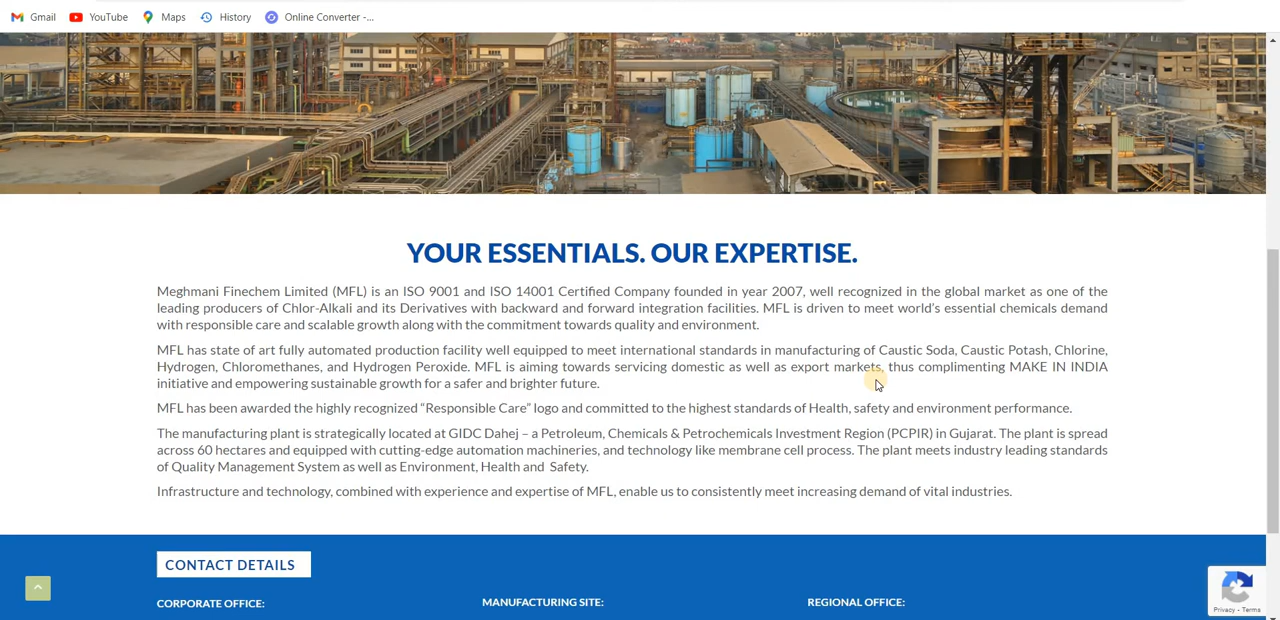 Gmail YouTube Maps History Online Converter -...
YOUR ESSENTIALS. OUR EXPERTISE.
Meghmani Finechem Limited (MFL) is an ISO 9001 and ISO 14001 Certified Company founded in year 2007, well recognized in the global market as one of the
leading producers of Chlor-Alkali and its Derivatives with backward and forward integration facilities. MFL is driven to meet world's essential chemicals demand
with responsible care and scalable growth along with the commitment towards quality and environment.
MFL has state of art fully automated production facility well equipped to meet international standards in manufacturing of Caustic Soda, Caustic Potash, Chlorine,
Hydrogen, Chloromethanes, and Hydrogen Peroxide. MFL is aiming towards servicing domestic as well as export markets, thus complimenting MAKE IN INDIA
initiative and empowering sustainable growth for a safer and brighter future.
MFL has been awarded the highly recognized “Responsible Care” logo and committed to the highest standards of Health, safety and environment performance.
The manufacturing plant is strategically located at GIDC Dahej – a Petroleum, Chemicals & Petrochemicals Investment Region (PCPIR) in Gujarat. The plant is spread
across 60 hectares and equipped with cutting-edge automation machineries, and technology like membrane cell process. The plant meets industry leading standards
of Quality Management System as well as Environment, Health and Safety.
Infrastructure and technology, combined with experience and expertise of MFL, enable us to consistently meet increasing demand of vital industries.
CONTACT DETAILS
CORPORATE OFFICE: MANUFACTURING SITE: REGIONAL OFFICE:
Privacy - Terms